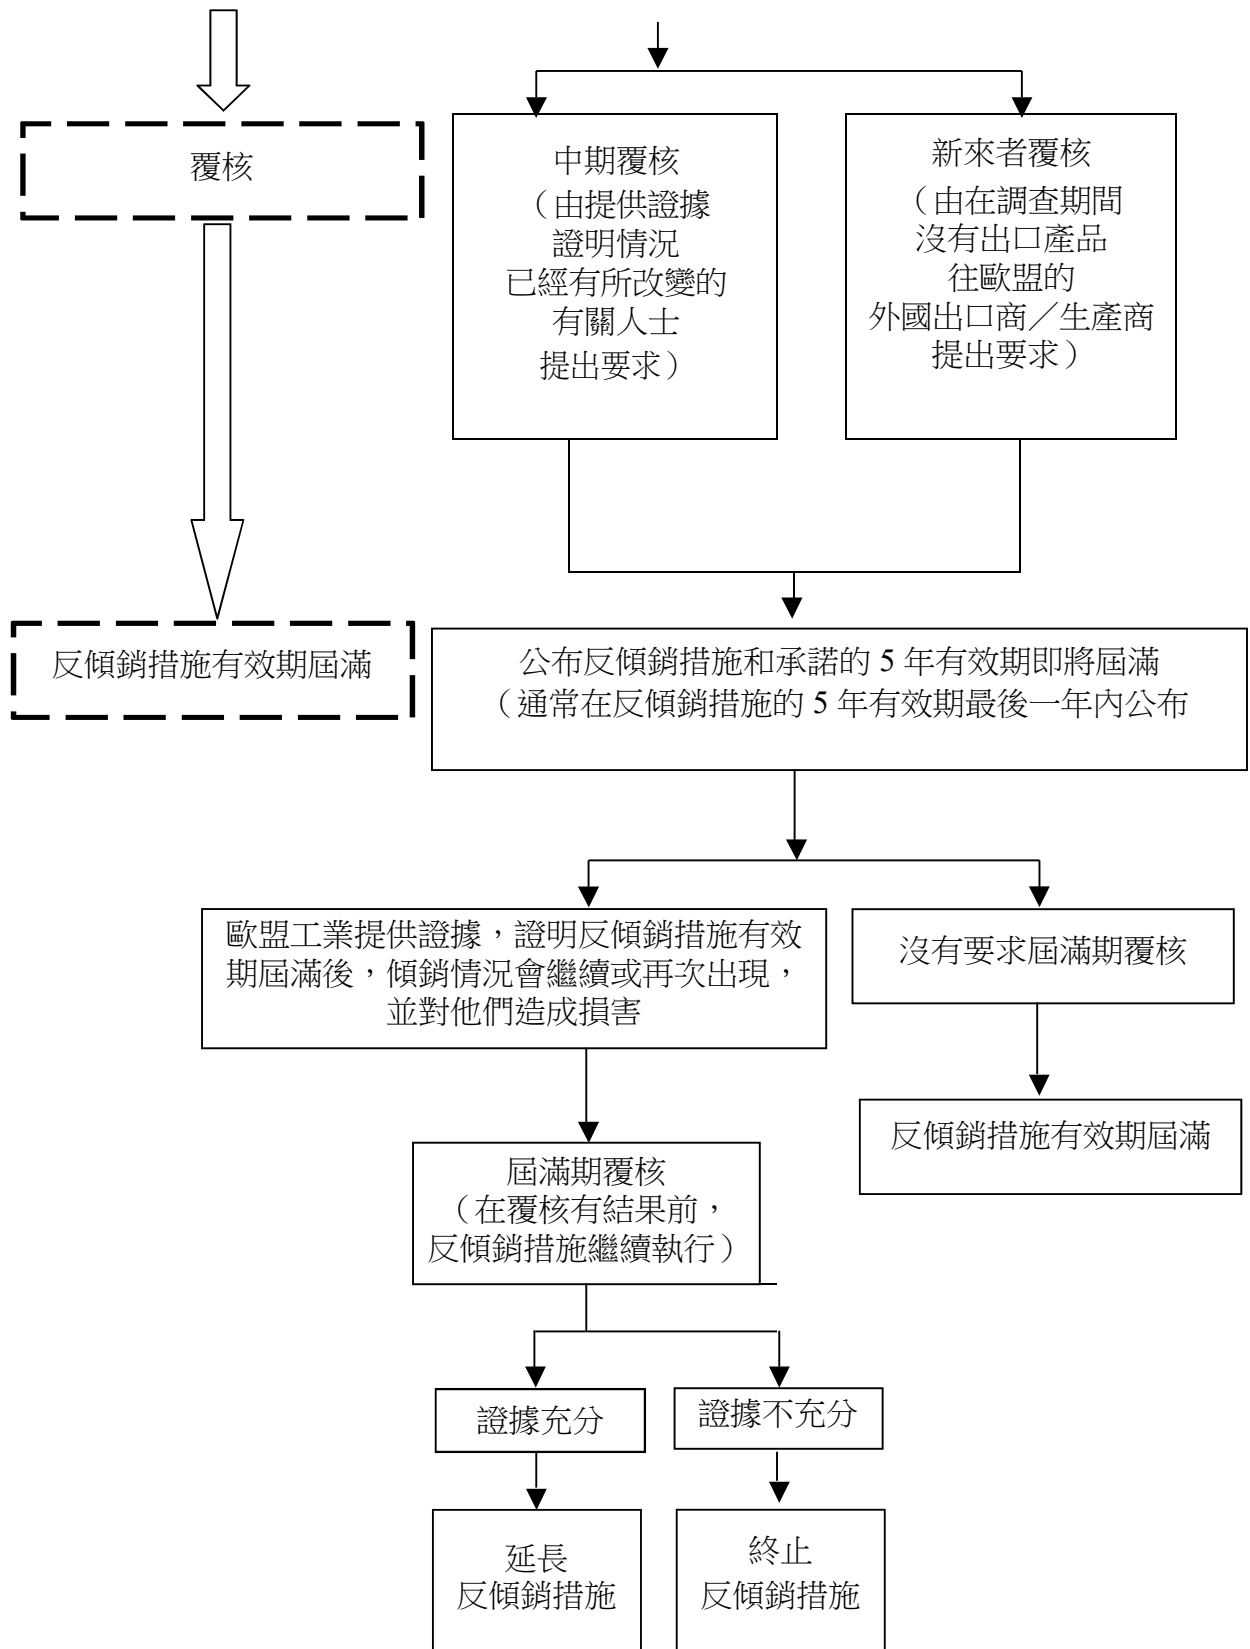 覆核
中期覆核
（由提供證據
證明情況
已經有所改變的
有關人士
提出要求）
新來者覆核
（由在調查期間
沒有出口產品
往歐盟的
外國出口商／生產商
提出要求）
反傾銷措施有效期屆滿
公布反傾銷措施和承諾的 5 年有效期即將屆滿
（通常在反傾銷措施的 5 年有效期最後一年內公布
歐盟工業提供證據，證明反傾銷措施有效
期屆滿後，傾銷情況會繼續或再次出現，
並對他們造成損害
沒有要求屆滿期覆核
反傾銷措施有效期屆滿
屆滿期覆核
（在覆核有結果前，
反傾銷措施繼續執行）
證據充分
證據不充分
延長
反傾銷措施
終止
反傾銷措施